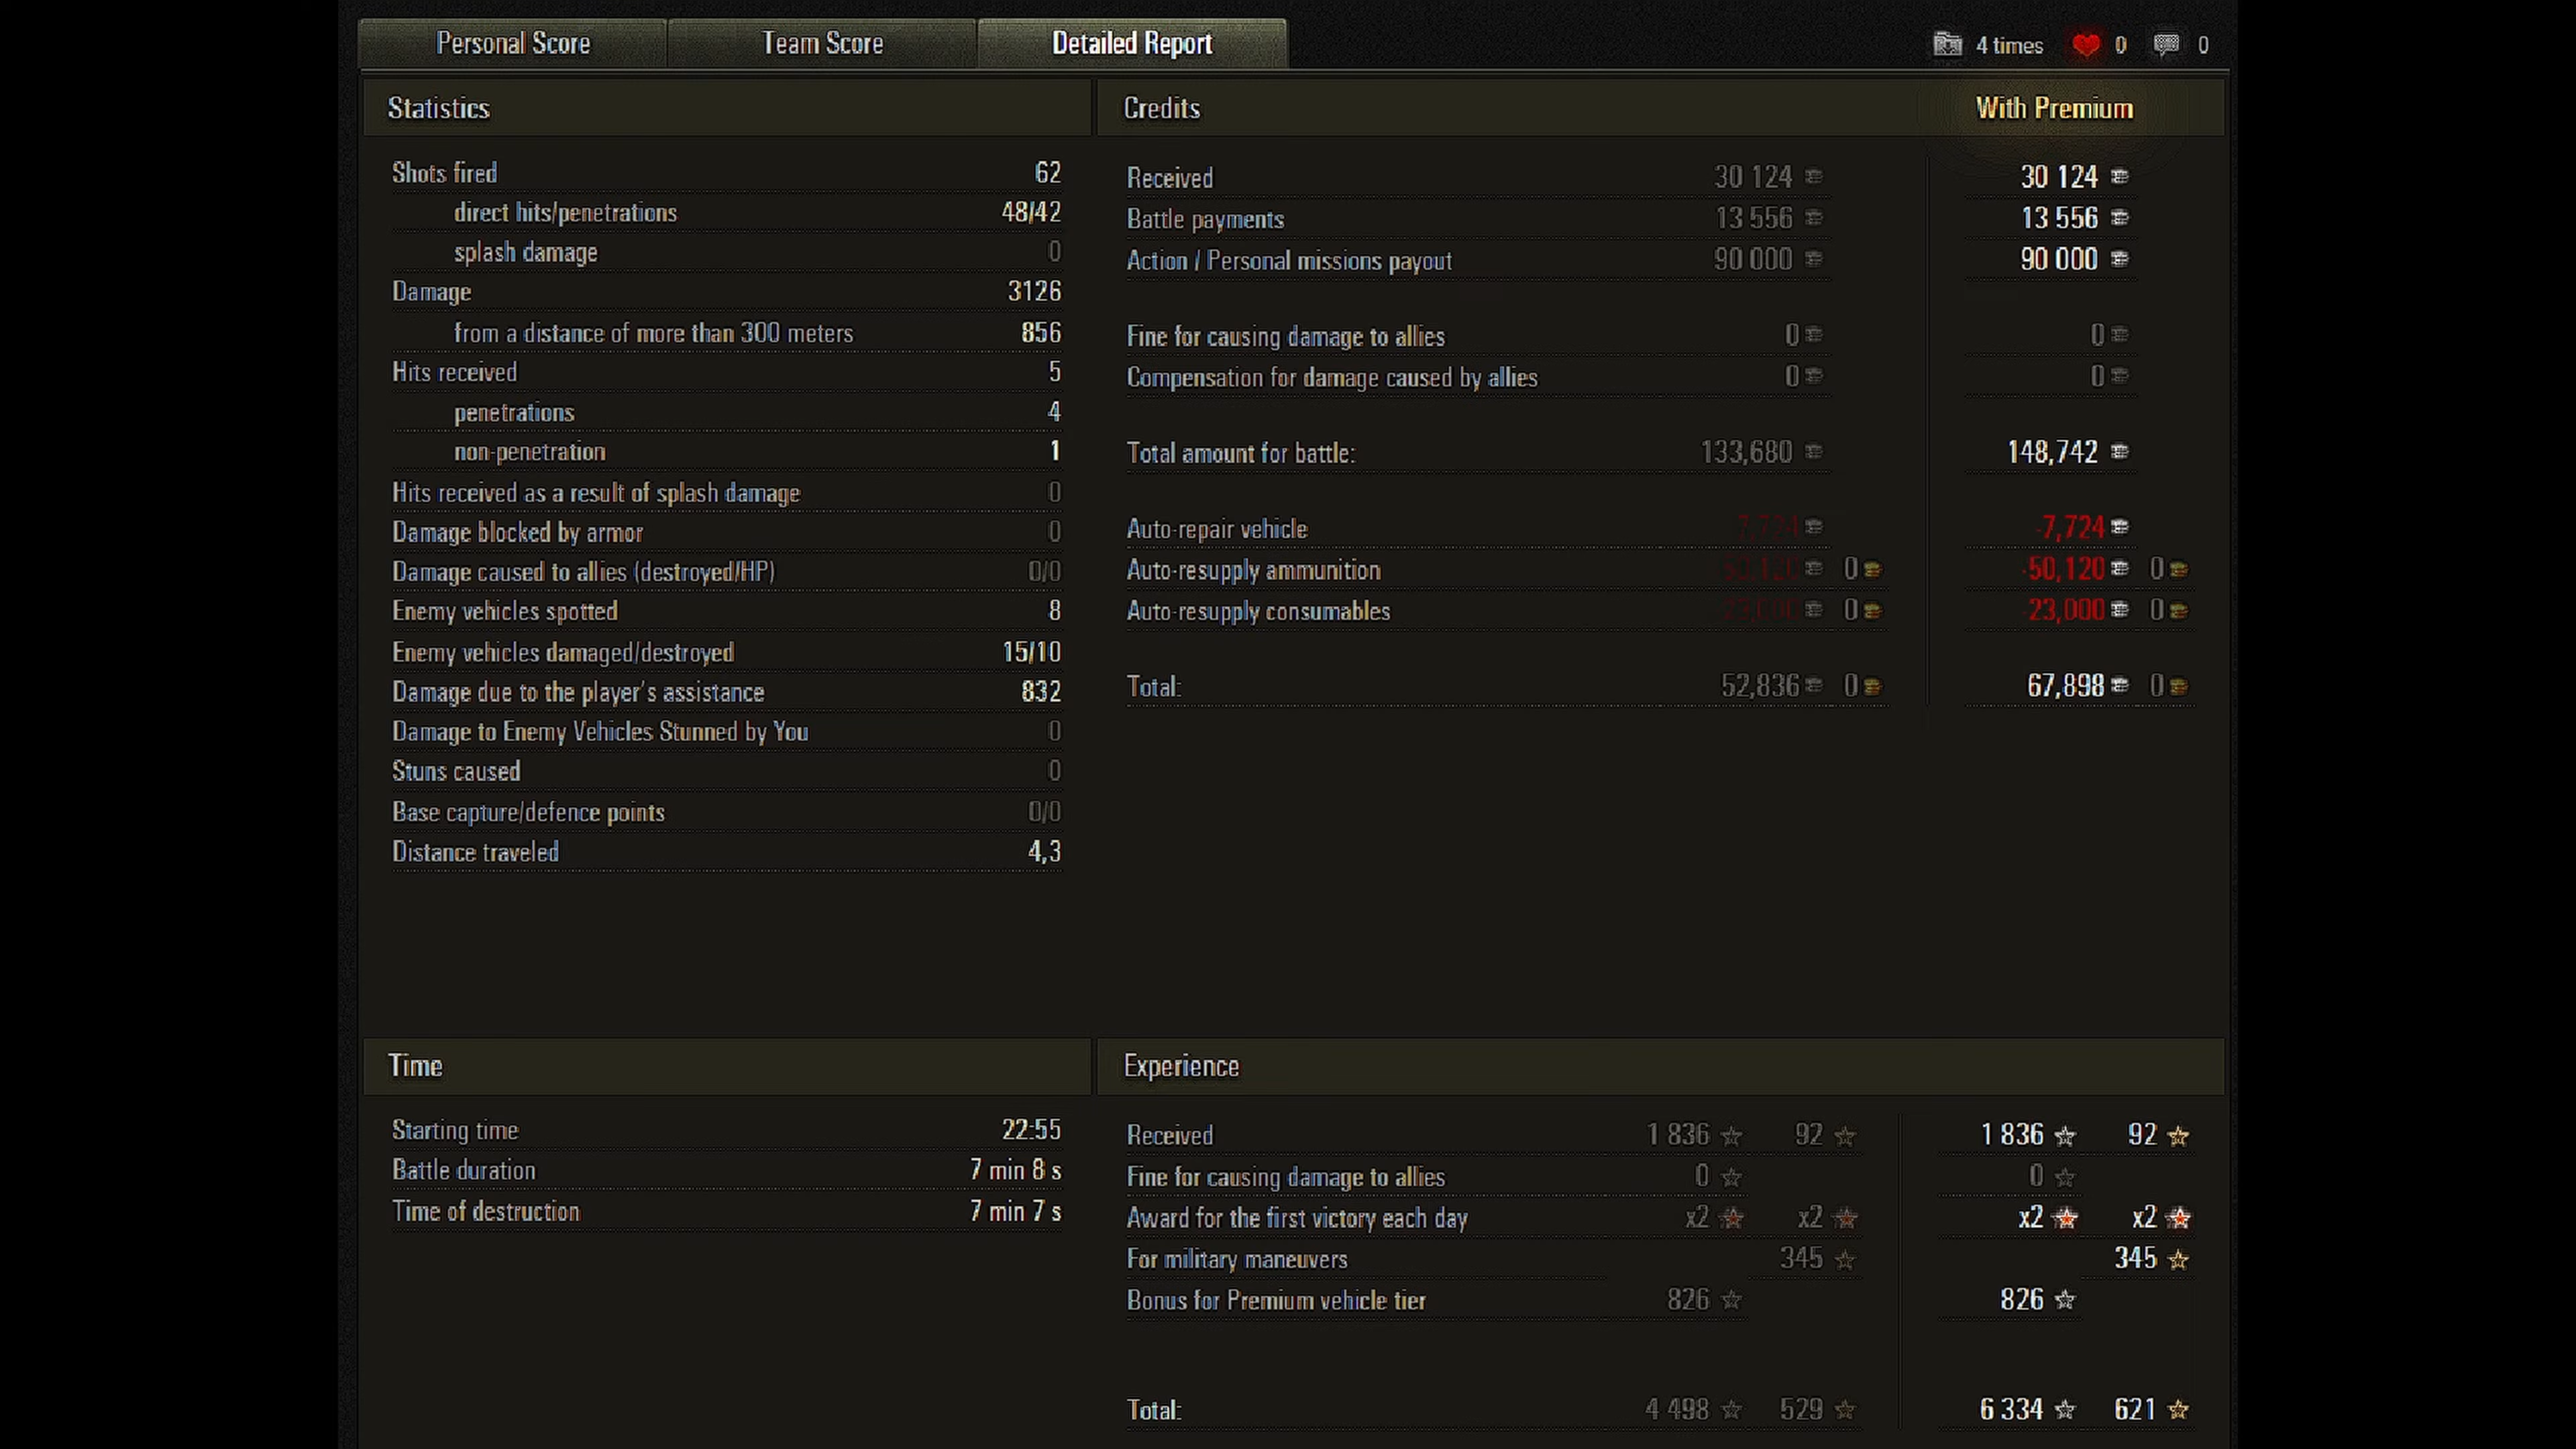 Personal Score Team Score Detailed Report 4 times 0 0
Statistics
Shots fired 62
direct hits/penetrations 48/42
splash damage 0
Damage 3126
from a distance of more than 300 meters 856
Hits received 5
penetrations 4
non-penetration 1
Hits received as a result of splash damage 0
Damage blocked by armor 0
Damage caused to allies (destroyed/HP) 0/0
Enemy vehicles spotted 8
Enemy vehicles damaged/destroyed 15/10
Damage due to the player's assistance 832
Damage to Enemy Vehicles Stunned by You 0
Stuns caused 0
Base capture/defence points 0/0
Distance traveled 4,3
Credits With Premium
Received 30 124 30 124
Battle payments 13 556 13 556
Action / Personal missions payout 90 000 90 000
Fine for causing damage to allies 0 0
Compensation for damage caused by allies 0 0
Total amount for battle: 133,680 148,742
Auto-repair vehicle -7,724 -7,724
Auto-resupply ammunition -50,120 0 -50,120 0
Auto-resupply consumables -23,000 0 -23,000 0
Total: 52,836 0 67,898 0
Time
Starting time 22:55
Battle duration 7 min 8 s
Time of destruction 7 min 7 s
Experience
Received 1 836 92 1 836 92
Fine for causing damage to allies 0 0
Award for the first victory each day x2 x2 x2 x2
For military maneuvers 345 345
Bonus for Premium vehicle tier 826 826
Total: 4 498 529 6 334 621